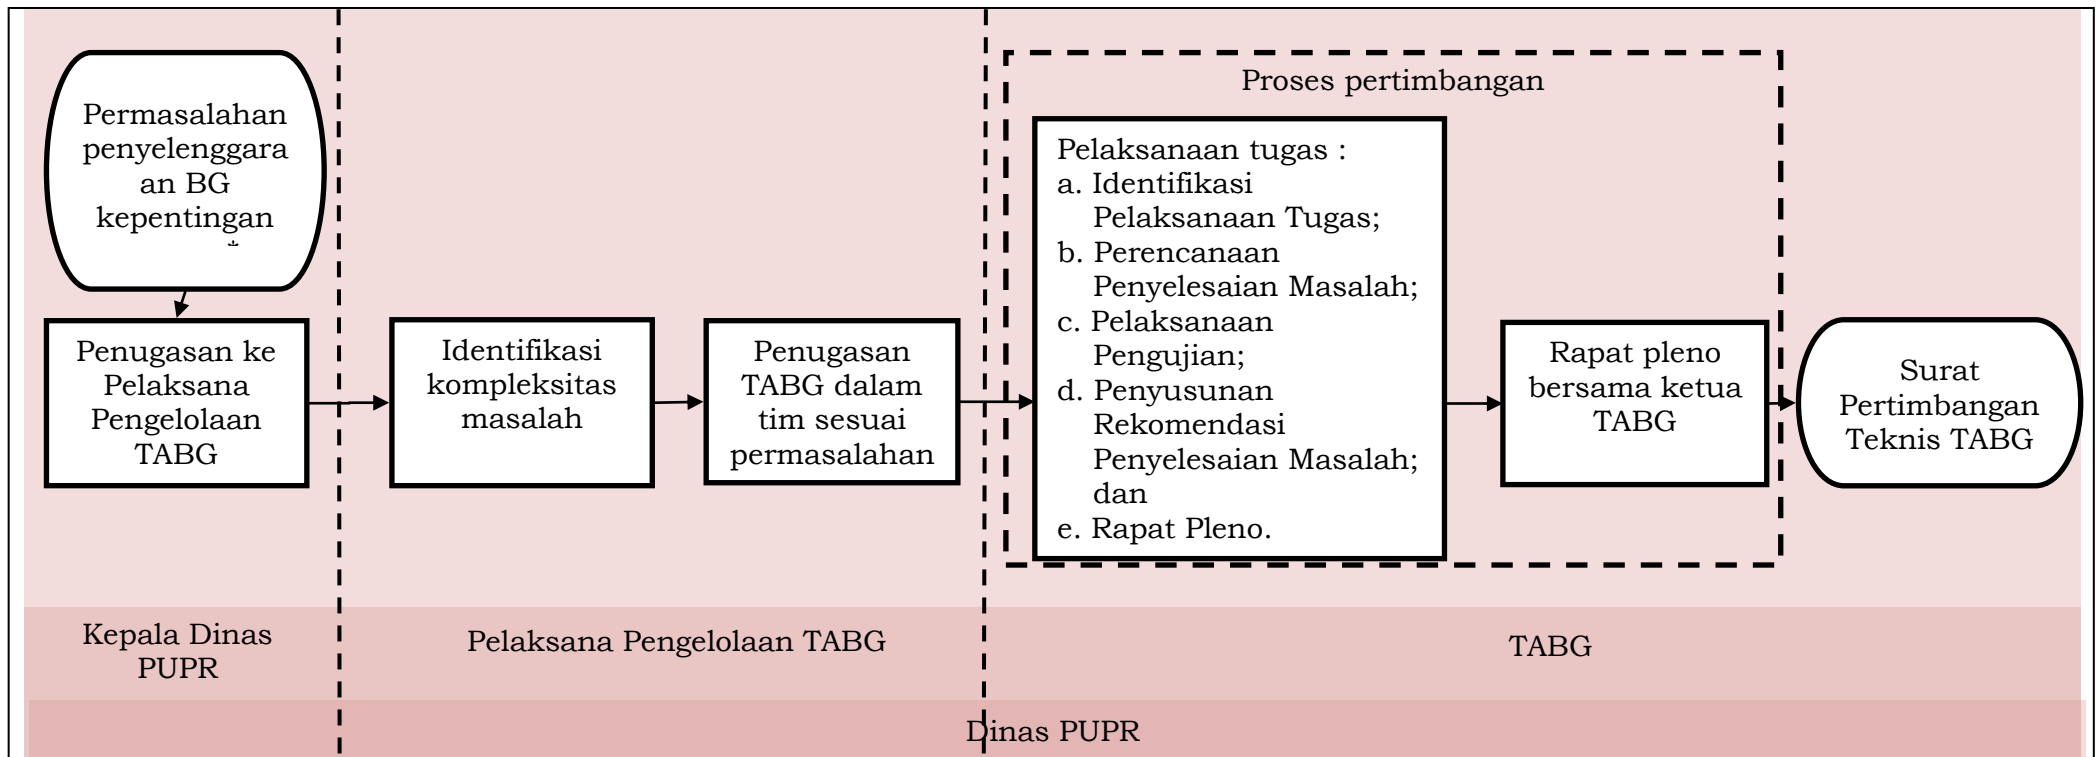 Permasalahan
penyelenggara
an BG
kepentingan
*
Penugasan ke
Pelaksana
Pengelolaan
TABG
Identifikasi
kompleksitas
masalah
Penugasan
TABG dalam
tim sesuai
permasalahan
Proses pertimbangan
Pelaksanaan tugas :
a. Identifikasi
Pelaksanaan Tugas;
b. Perencanaan
Penyelesaian Masalah;
c. Pelaksanaan
Pengujian;
d. Penyusunan
Rekomendasi
Penyelesaian Masalah;
dan
e. Rapat Pleno.
Rapat pleno
bersama ketua
TABG
Surat
Pertimbangan
Teknis TABG
Kepala Dinas
PUPR
Pelaksana Pengelolaan TABG
TABG
Dinas PUPR